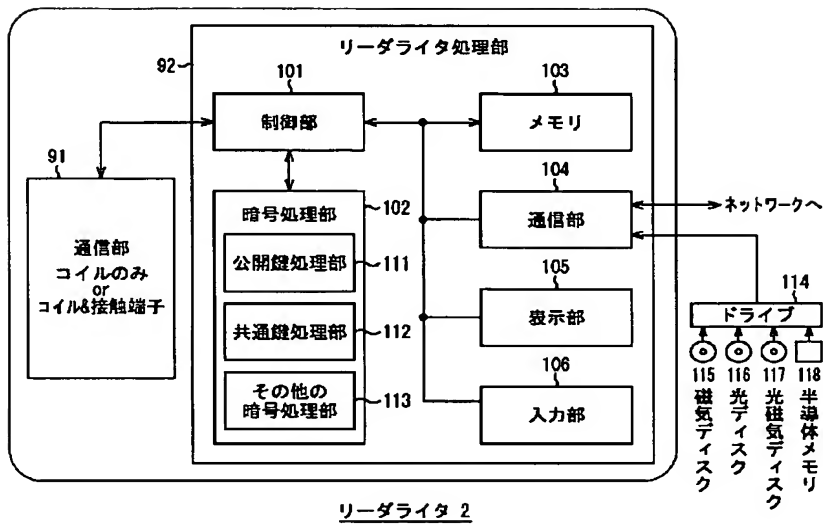 リーダライタ処理部
92
101
制御部
103
メモリ
91
通信部
コイルのみ
or
コイル&接触端子
暗号処理部
102
公開鍵処理部
111
共通鍵処理部
112
その他の
暗号処理部
113
104
通信部
ネットワークへ
105
表示部
106
入力部
114
ドライブ
115
磁気ディスク
116
光ディスク
117
光磁気ディスク
118
半導体メモリ
リーダライタ 2